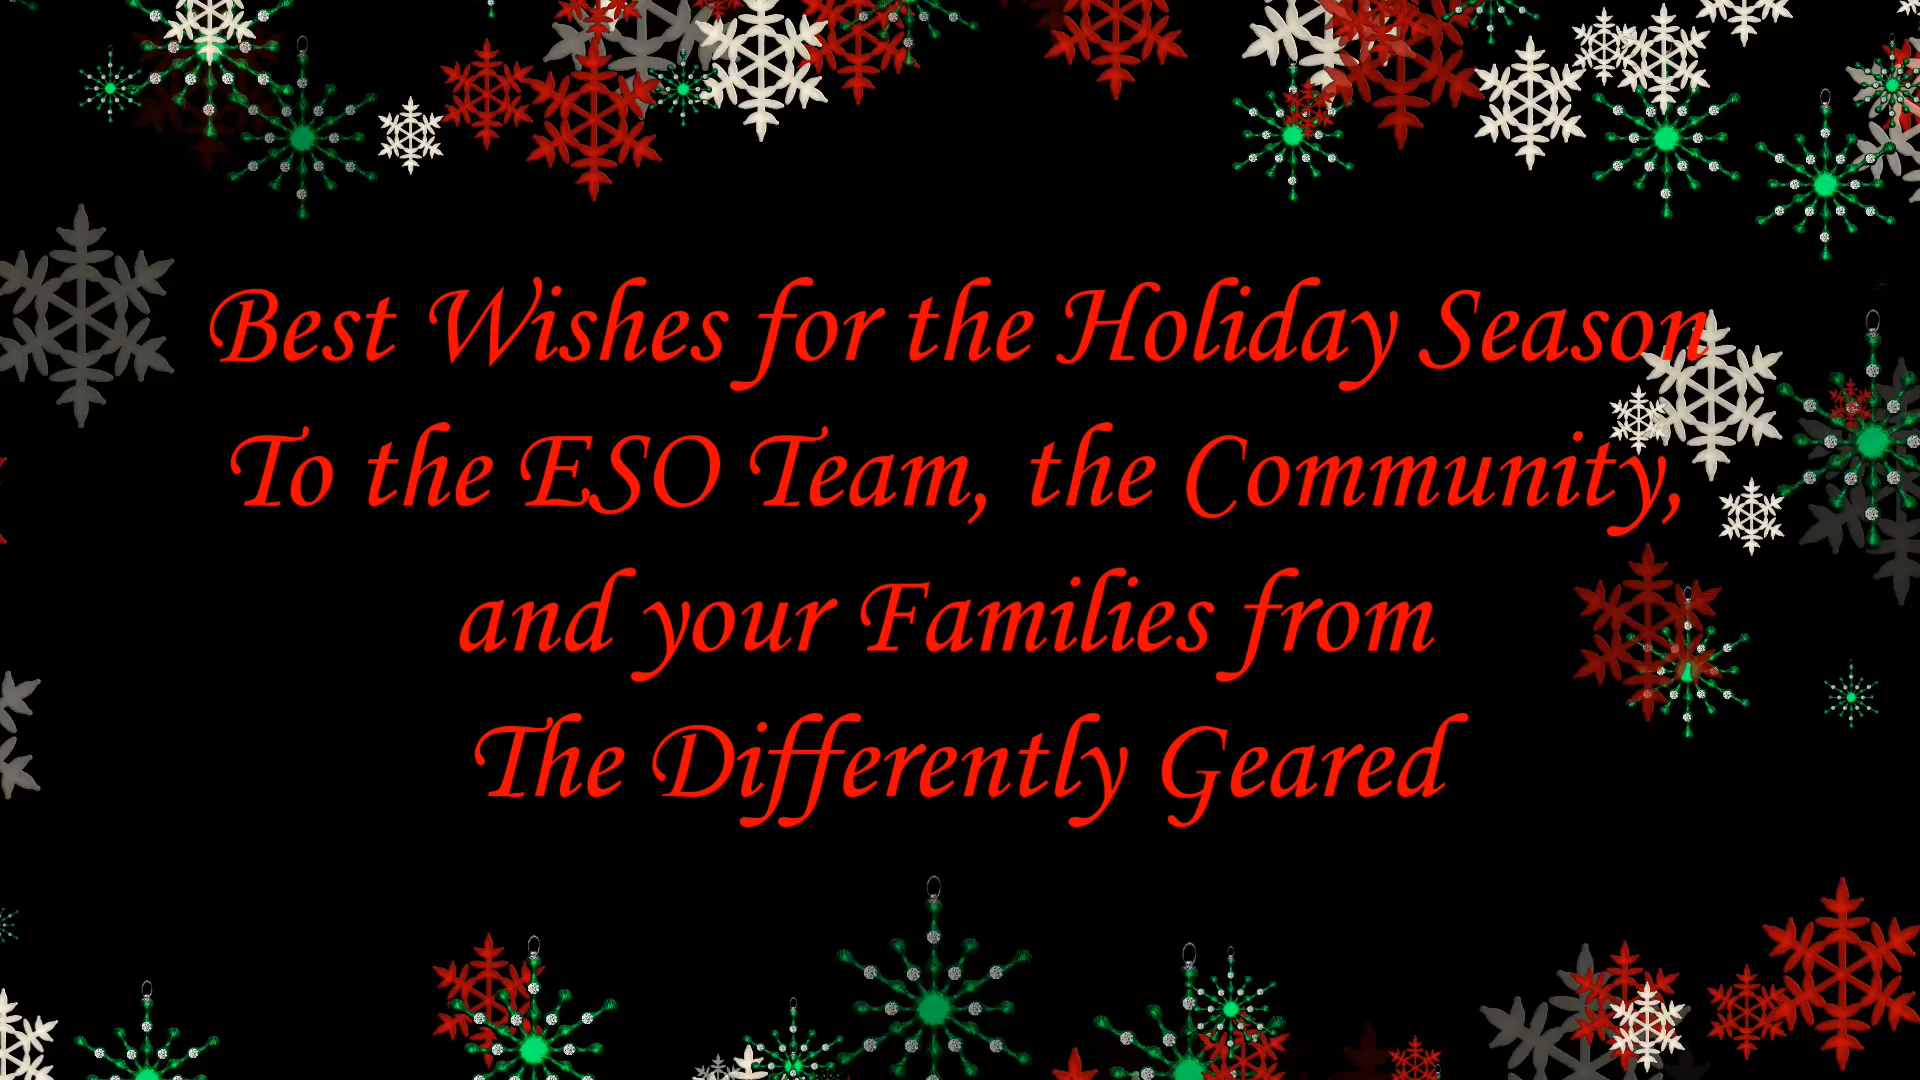 Best Wishes for the Holiday Season
To the ESO Team, the Community,
and your Families from
The Differently Geared